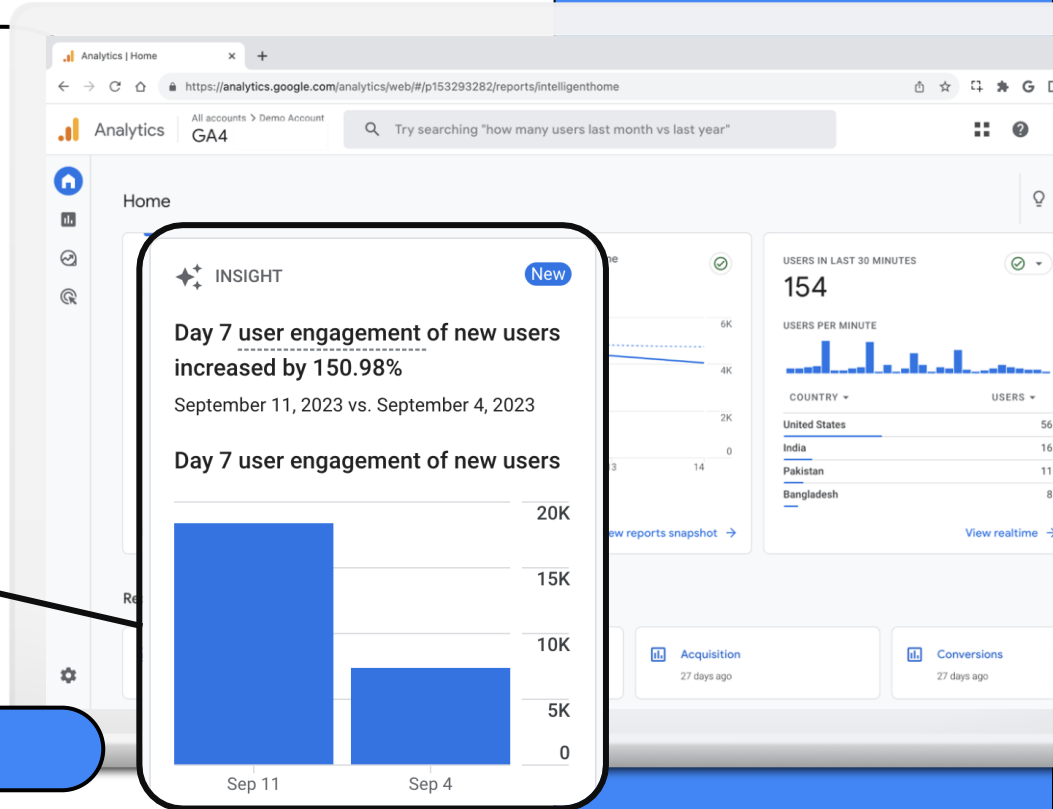 Analytics | Home
https://analytics.google.com/analytics/web/#/p153293282/reports/intelligenthome
G
Analytics
All accounts > Demo Account
GA4
Try searching "how many users last month vs last year"
Home
INSIGHT
New
Day 7 user engagement of new users
increased by 150.98%
September 11, 2023 vs. September 4, 2023
Day 7 user engagement of new users
20K
15K
10K
5K
0
Sep 11
Sep 4
6K
4K
2K
0
14
reports snapshot
USERS IN LAST 30 MINUTES
154
USERS PER MINUTE
COUNTRY
USERS
United States
56
India
16
Pakistan
11
Bangladesh
8
View realtime
Acquisition
27 days ago
Conversions
27 days ago